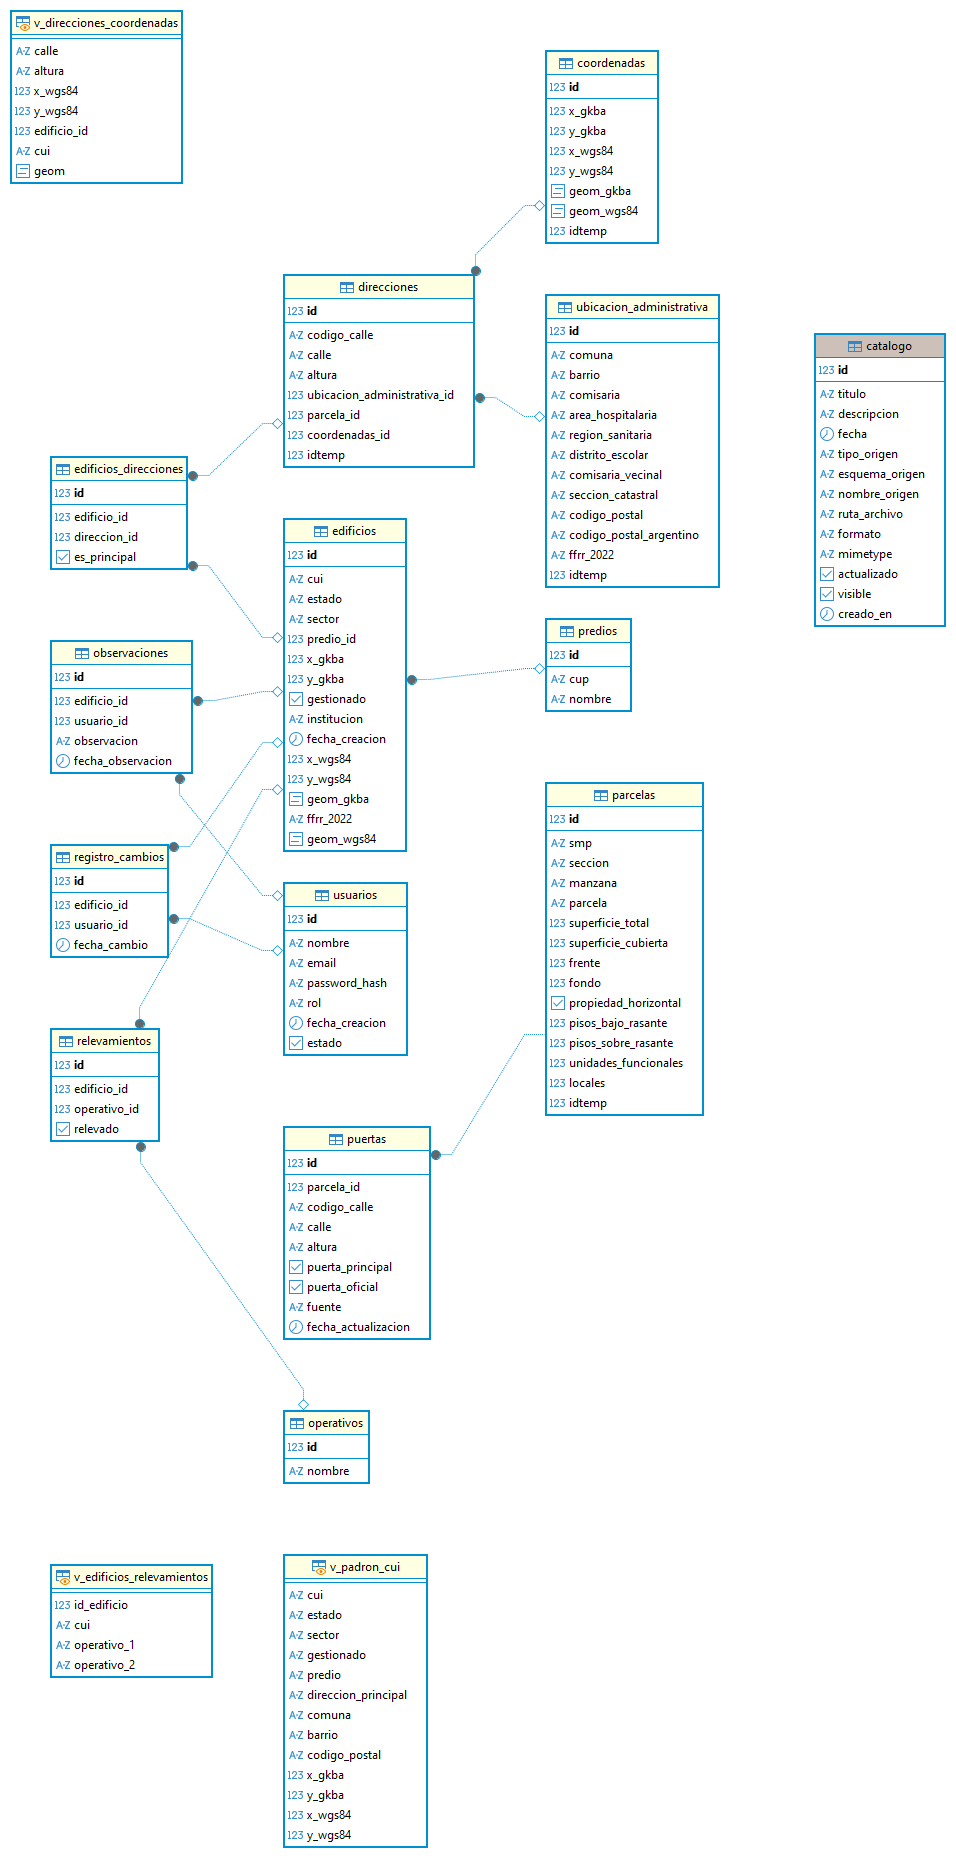 v_direcciones_coordenadas
A-Z calle
A-Z altura
123 x_wgs84
123 y_wgs84
123 edificio_id
A-Z cui
geom
coordenadas
123 id
123 x_gkba
123 y_gkba
123 x_wgs84
123 y_wgs84
geom_gkba
geom_wgs84
123 idtemp
direcciones
123 id
A-Z codigo_calle
A-Z calle
A-Z altura
123 ubicacion_administrativa_id
123 parcela_id
123 coordenadas_id
123 idtemp
ubicacion_administrativa
123 id
A-Z comuna
A-Z barrio
A-Z comisaria
A-Z area_hospitalaria
A-Z region_sanitaria
A-Z distrito_escolar
A-Z comisaria_vecinal
A-Z seccion_catastral
A-Z codigo_postal
A-Z codigo_postal_argentino
A-Z ffrr_2022
123 idtemp
catalogo
123 id
A-Z titulo
A-Z descripcion
fecha
A-Z tipo_origen
A-Z esquema_origen
A-Z nombre_origen
A-Z ruta_archivo
A-Z formato
A-Z mimetype
actualizado
visible
creado_en
edificios_direcciones
123 id
123 edificio_id
123 direccion_id
es_principal
edificios
123 id
A-Z cui
A-Z estado
A-Z sector
123 predio_id
123 x_gkba
123 y_gkba
gestionado
A-Z institucion
fecha_creacion
123 x_wgs84
123 y_wgs84
geom_gkba
A-Z ffrr_2022
geom_wgs84
predios
123 id
A-Z cup
A-Z nombre
observaciones
123 id
123 edificio_id
123 usuario_id
A-Z observacion
fecha_observacion
parcelas
123 id
A-Z smp
A-Z seccion
A-Z manzana
A-Z parcela
123 superficie_total
123 superficie_cubierta
123 frente
123 fondo
propiedad_horizontal
123 pisos_bajo_rasante
123 pisos_sobre_rasante
123 unidades_funcionales
123 locales
123 idtemp
registro_cambios
123 id
123 edificio_id
123 usuario_id
fecha_cambio
usuarios
123 id
A-Z nombre
A-Z email
A-Z password_hash
A-Z rol
fecha_creacion
estado
relevamientos
123 id
123 edificio_id
123 operativo_id
relevado
puertas
123 id
123 parcela_id
A-Z codigo_calle
A-Z calle
A-Z altura
puerta_principal
puerta_oficial
A-Z fuente
fecha_actualizacion
operativos
123 id
A-Z nombre
v_edificios_relevamientos
123 id_edificio
A-Z cui
A-Z operativo_1
A-Z operativo_2
v_padron_cui
A-Z cui
A-Z estado
A-Z sector
A-Z gestionado
A-Z predio
A-Z direccion_principal
A-Z comuna
A-Z barrio
A-Z codigo_postal
123 x_gkba
123 y_gkba
123 x_wgs84
123 y_wgs84